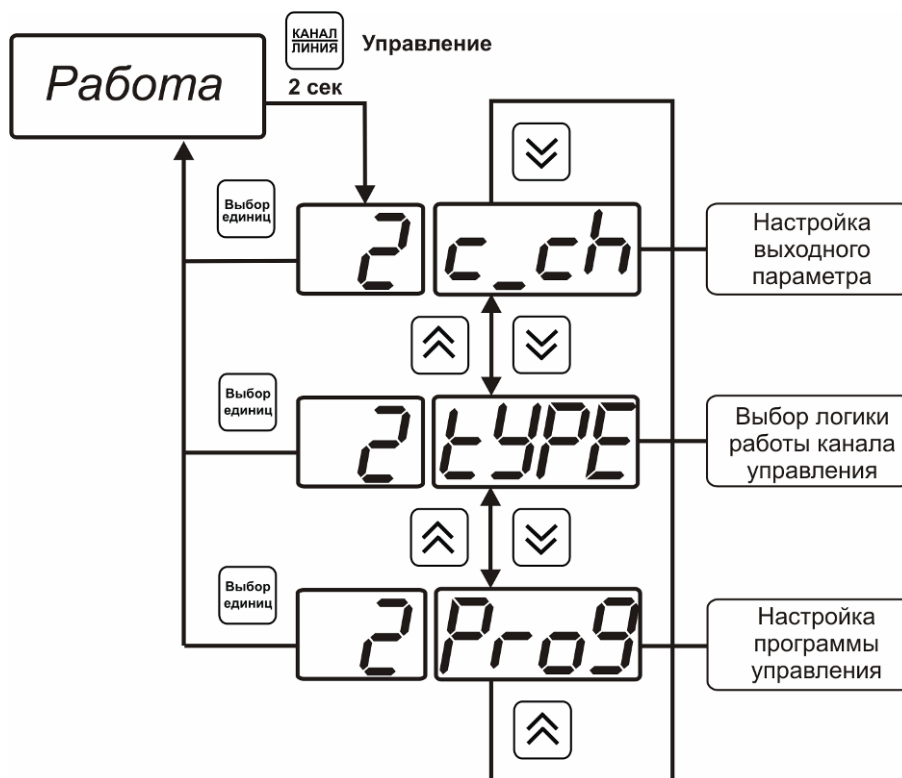 КАНАЛ
ЛИНИЯ
Управление
Работа
2 сек
Выбор
единиц
2 c_ch
Настройка
выходного
параметра
Выбор
единиц
2 tYPE
Выбор логики
работы канала
управления
Выбор
единиц
2 Prog
Настройка
программы
управления